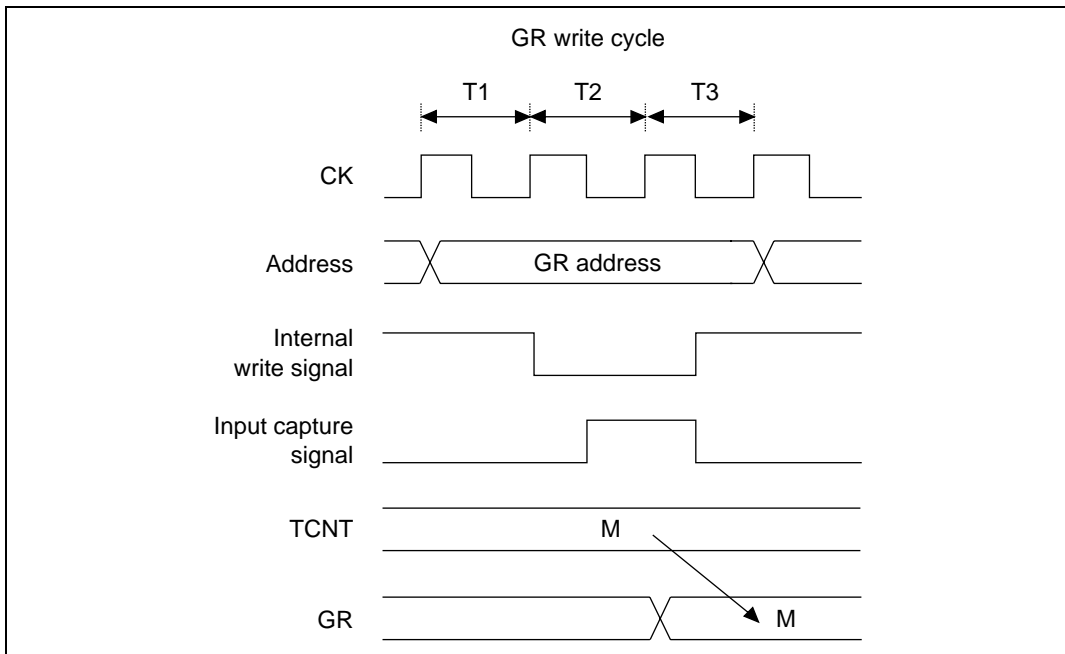 GR write cycle
T1 T2 T3
CK
Address GR address
Internal
write signal
Input capture
signal
TCNT M
GR M